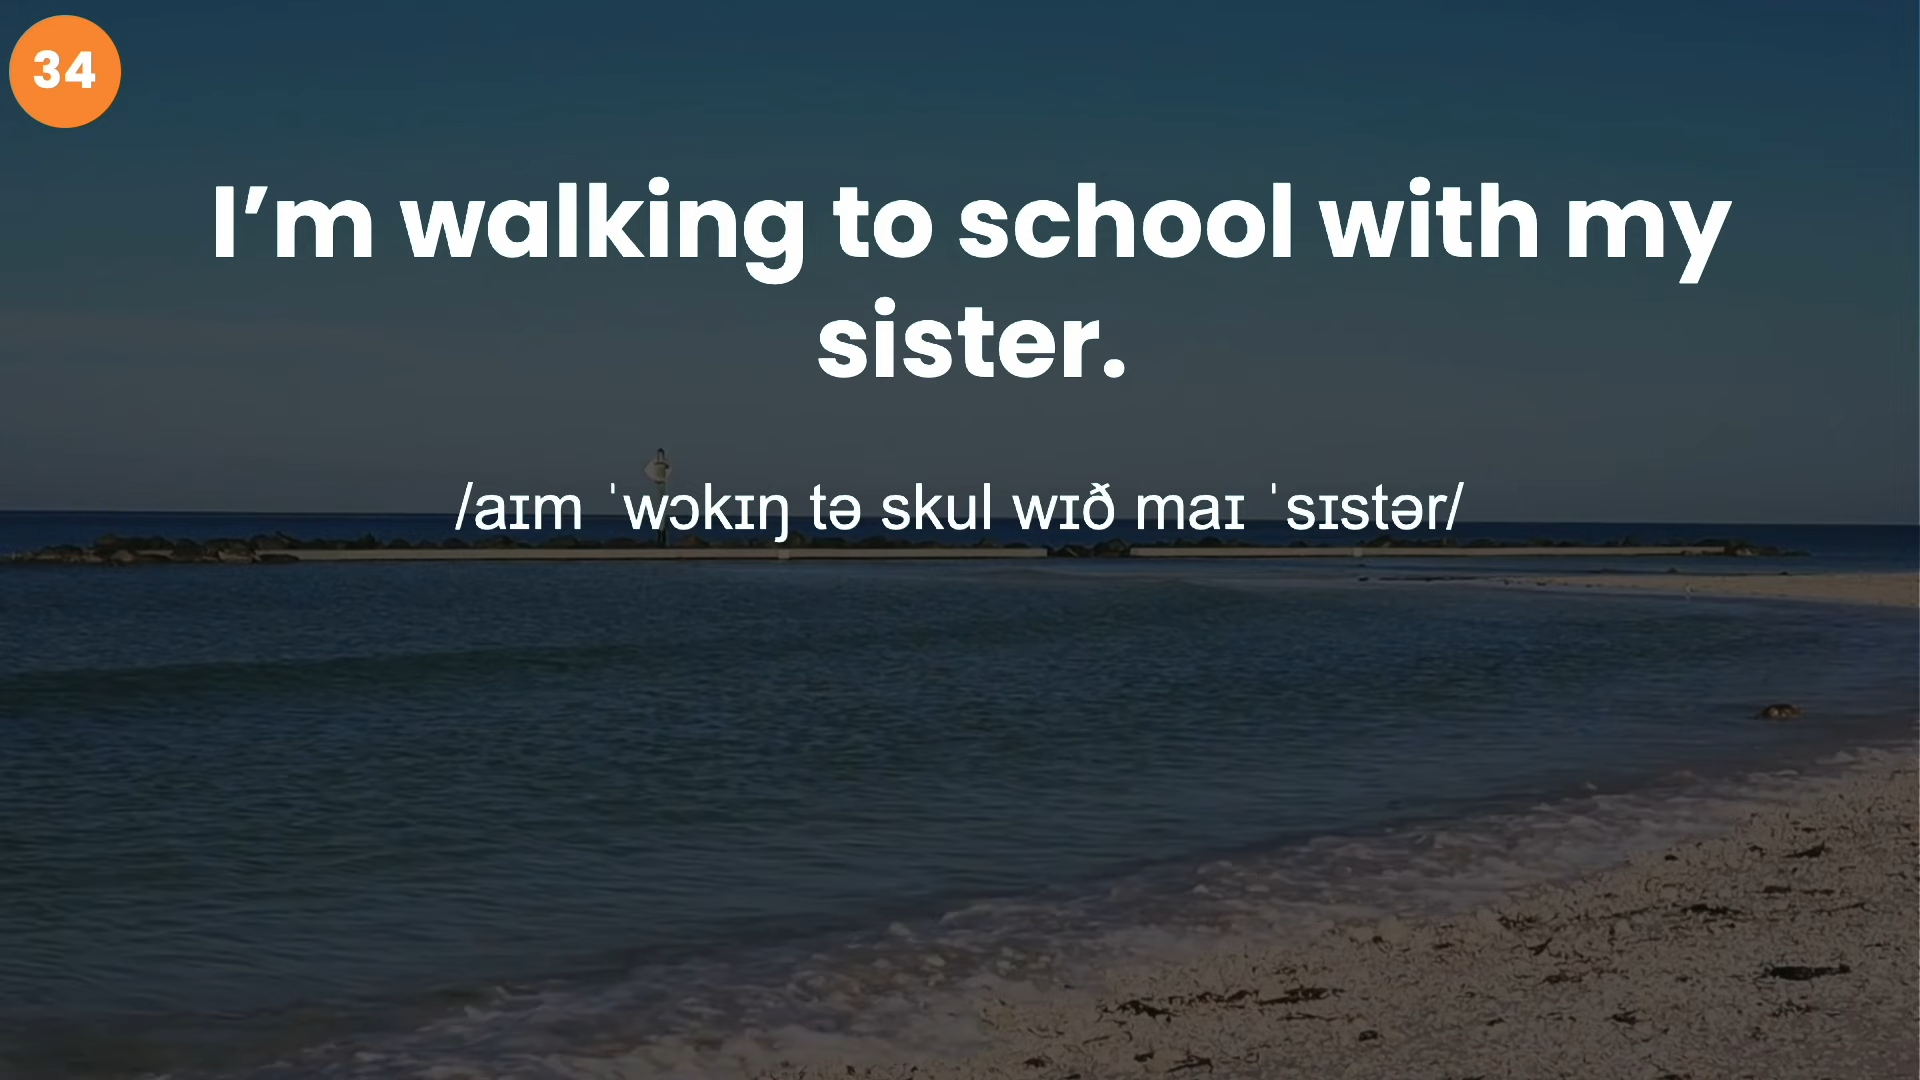 34
I’m walking to school with my
sister.
/aɪm ˈwɔkɪŋ tə skul wɪð maɪ ˈsɪstər/